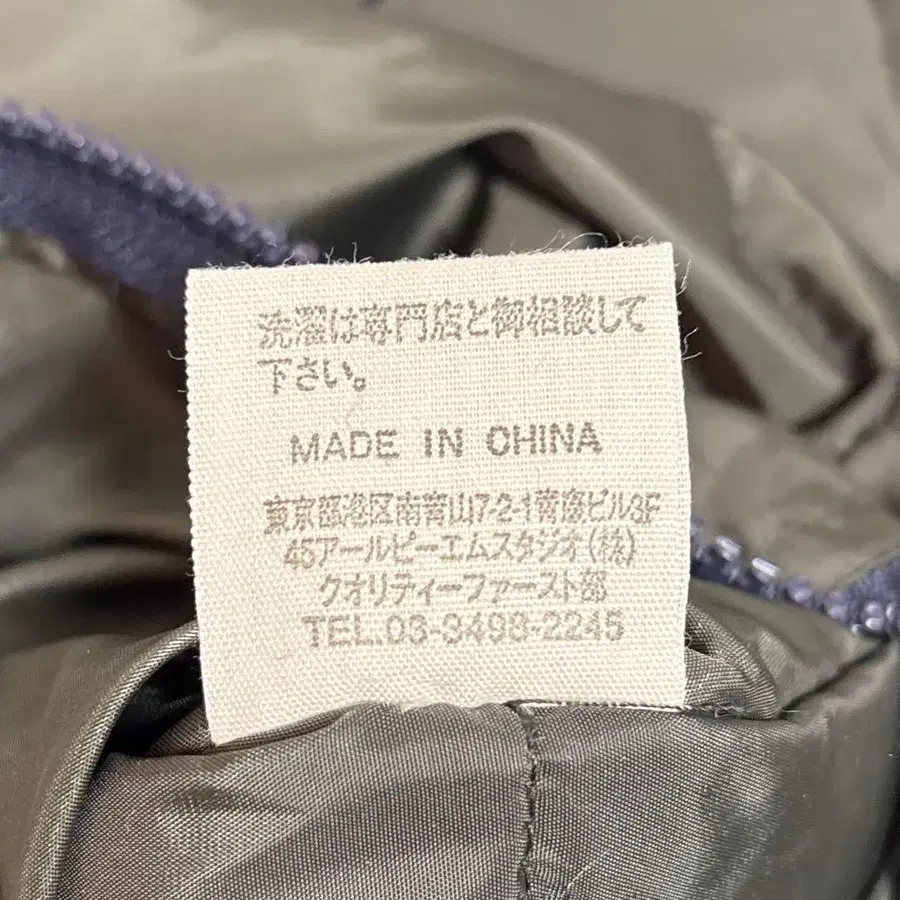 洗濯は専門店と御相談して
下さい。
MADE IN CHINA
東京都港区南青山7-2-1菁慶ビル3F
45アールピーエムスタジオ(株)
クオリティーファースト部
TEL.03-3498-2245